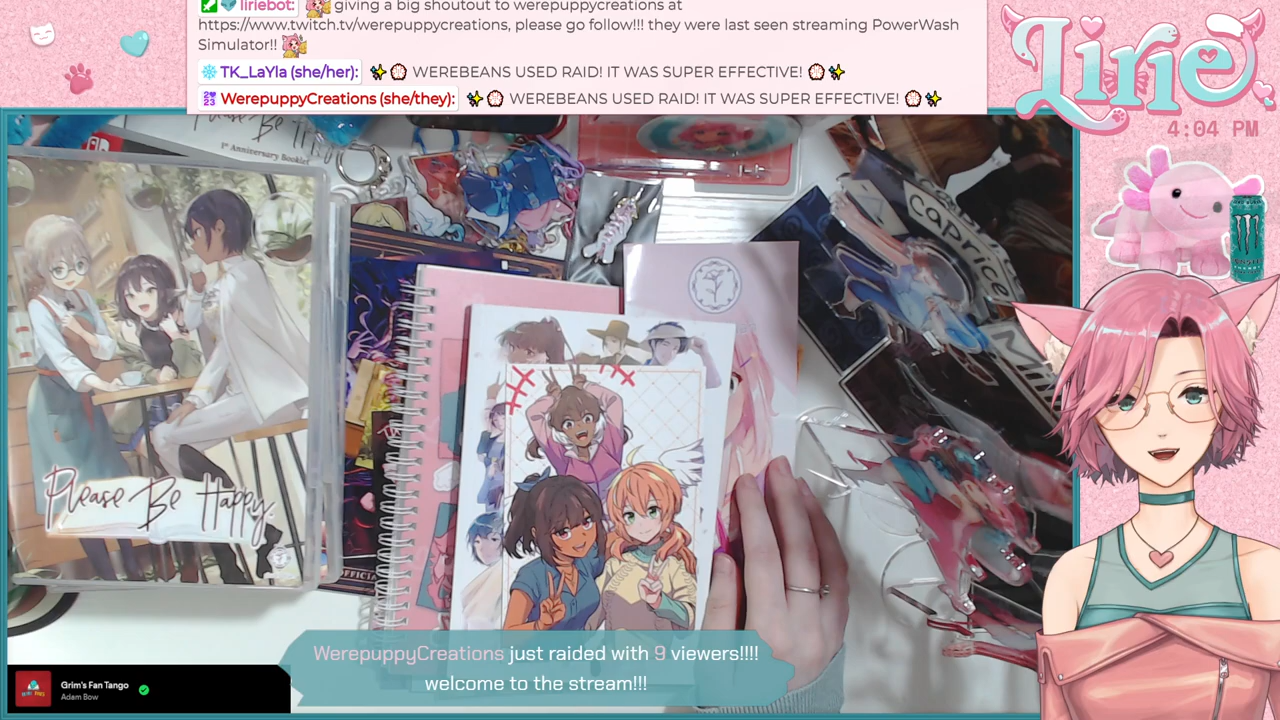 liriebot: giving a big shoutout to werepuppycreations at
https://www.twitch.tv/werepuppycreations, please go follow!!! they were last seen streaming PowerWash
Simulator!!
TK_LaYla (she/her): ✨ WEREBEANS USED RAID! IT WAS SUPER EFFECTIVE! ✨
WerepuppyCreations (she/they): ✨ WEREBEANS USED RAID! IT WAS SUPER EFFECTIVE! ✨
Lirie
4:04 PM
Please Be
1st Anniversary Booklet
Caprice
Please Be Happy
WerepuppyCreations just raided with 9 viewers!!!!
welcome to the stream!!!
Grim's Fan Tango
Adam Bow